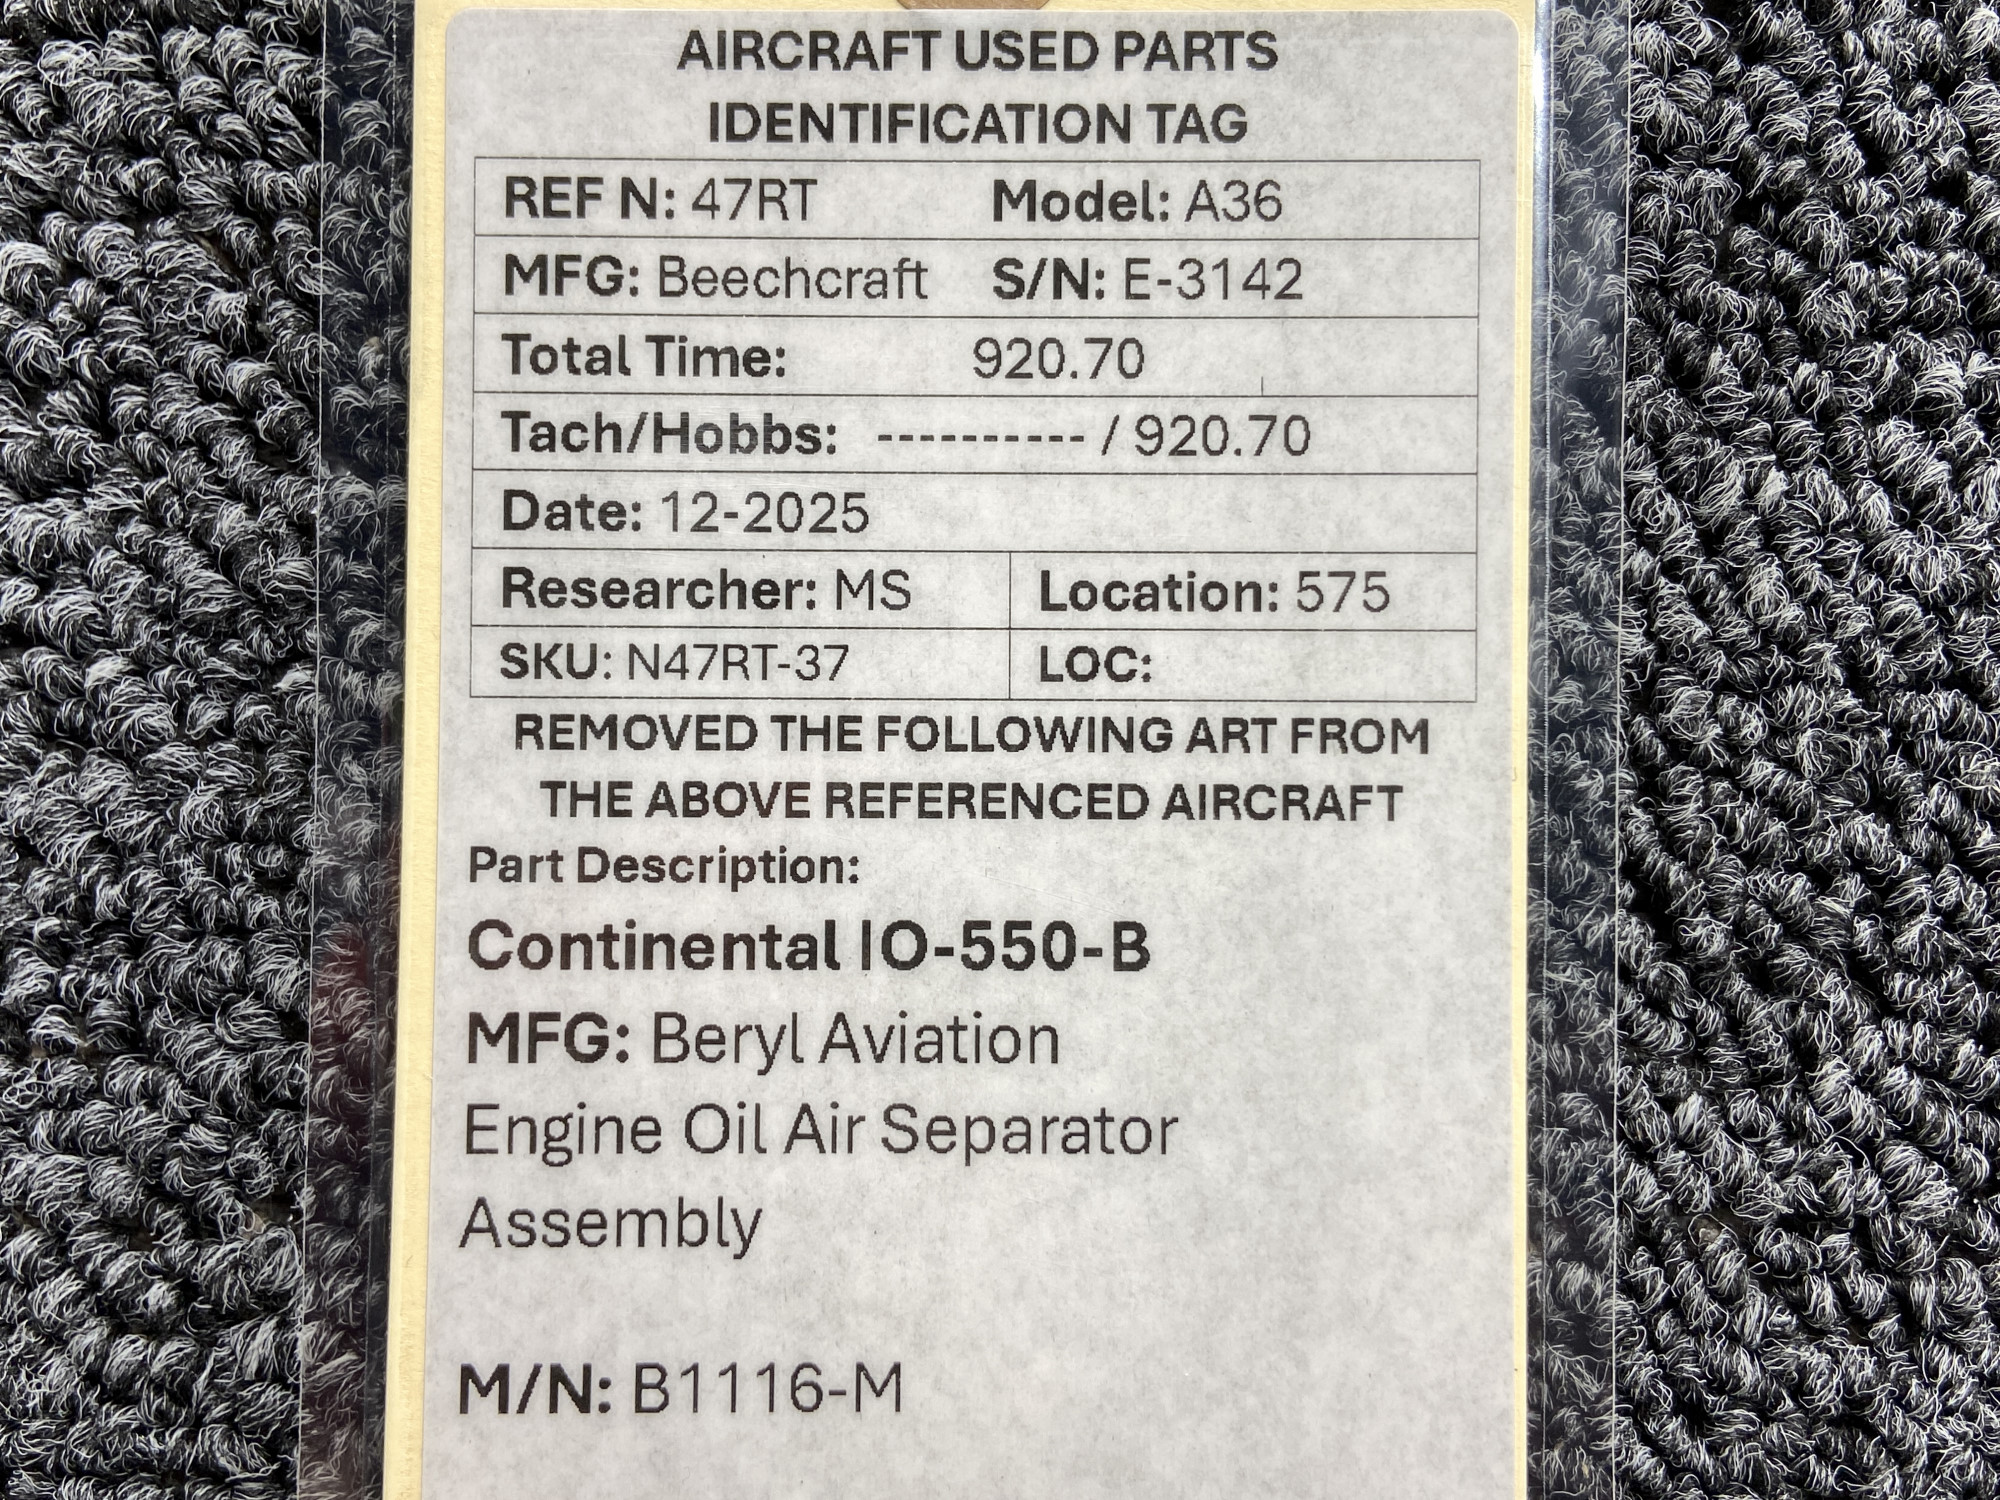 AIRCRAFT USED PARTS
IDENTIFICATION TAG
REF N: 47RT Model: A36
MFG: Beechcraft S/N: E-3142
Total Time: 920.70
Tach/Hobbs: ---------- / 920.70
Date: 12-2025
Researcher: MS Location: 575
SKU: N47RT-37 LOC:
REMOVED THE FOLLOWING ART FROM
THE ABOVE REFERENCED AIRCRAFT
Part Description:
Continental IO-550-B
MFG: Beryl Aviation
Engine Oil Air Separator
Assembly
M/N: B1116-M